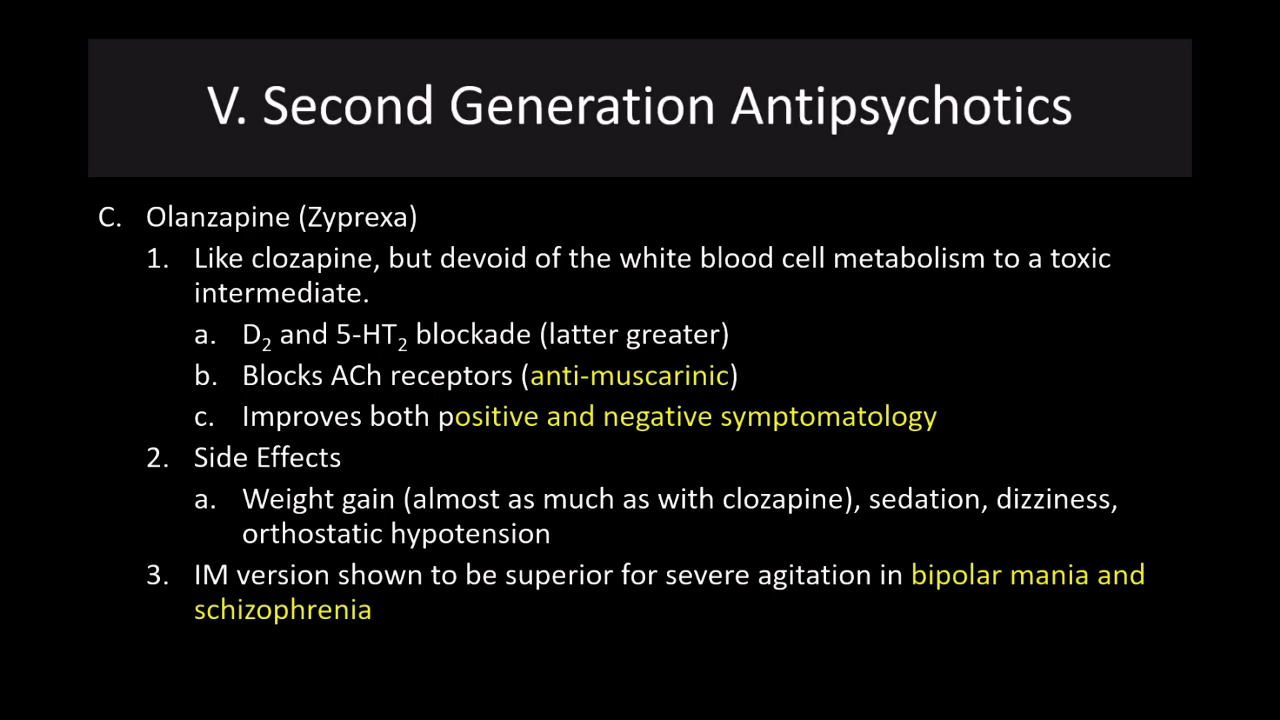 V. Second Generation Antipsychotics
C. Olanzapine (Zyprexa)
1. Like clozapine, but devoid of the white blood cell metabolism to a toxic
intermediate.
a. D₂ and 5-HT₂ blockade (latter greater)
b. Blocks ACh receptors (anti-muscarinic)
c. Improves both positive and negative symptomatology
2. Side Effects
a. Weight gain (almost as much as with clozapine), sedation, dizziness,
orthostatic hypotension
3. IM version shown to be superior for severe agitation in bipolar mania and
schizophrenia